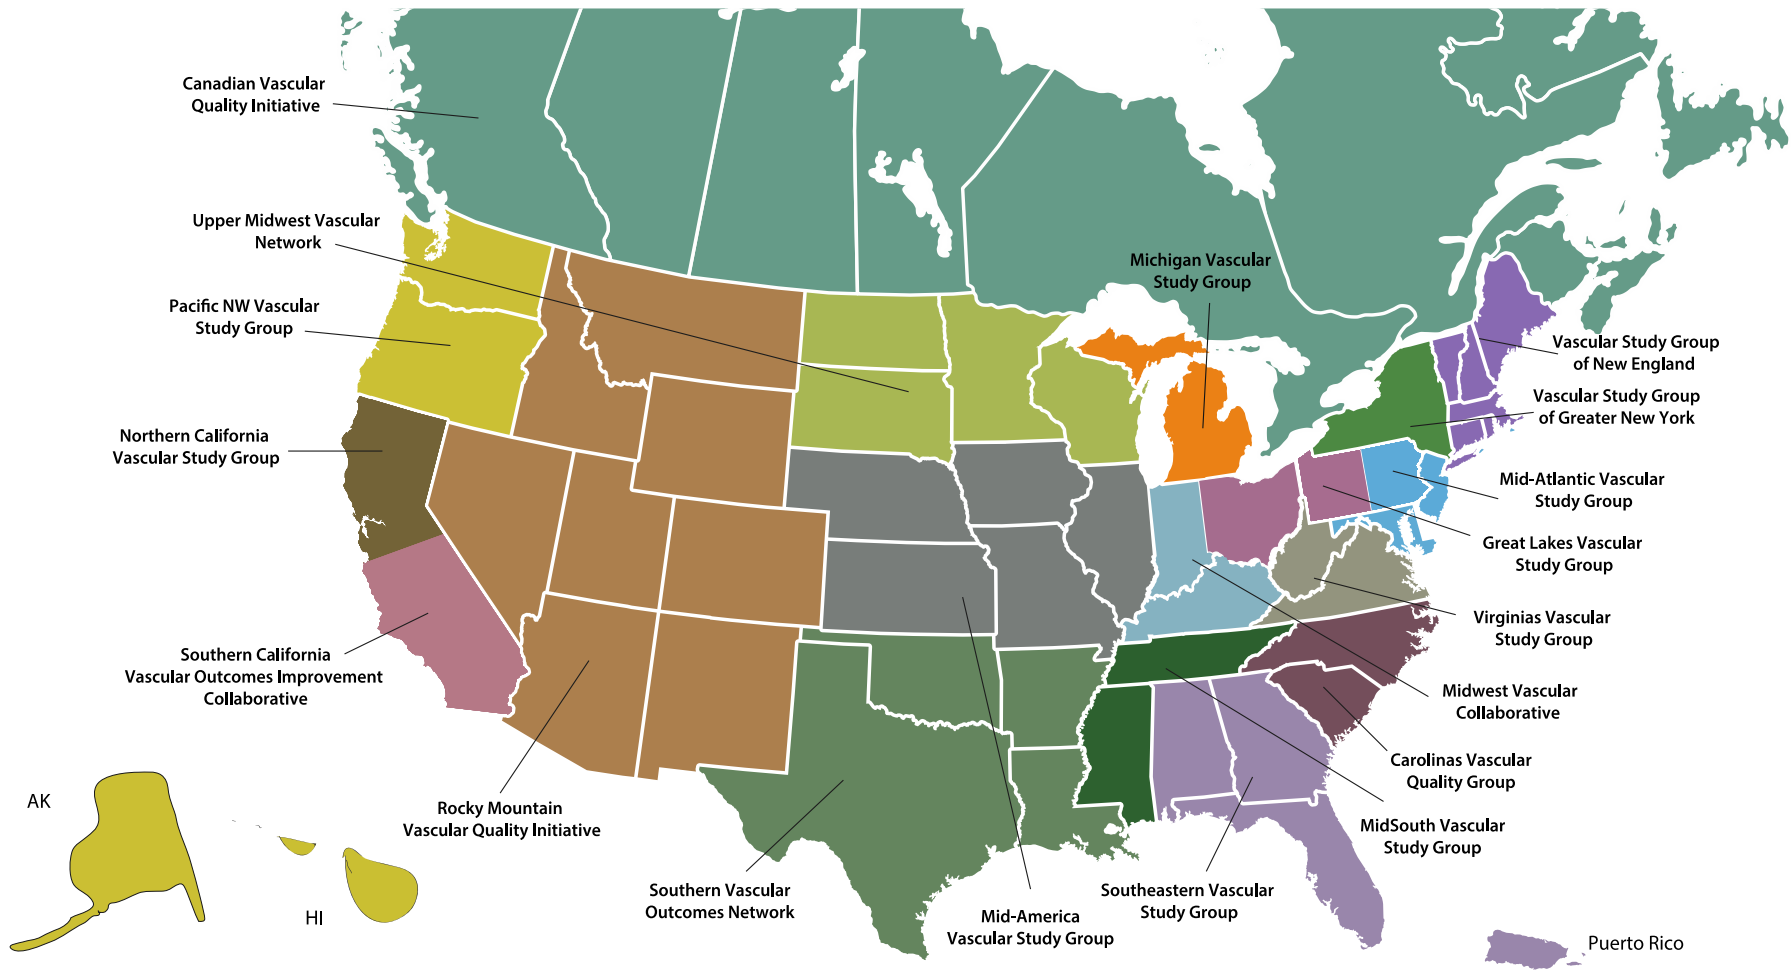 Canadian Vascular
Quality Initiative
Upper Midwest Vascular
Network
Michigan Vascular
Study Group
Pacific NW Vascular
Study Group
Vascular Study Group
of New England
Vascular Study Group
of Greater New York
Northern California
Vascular Study Group
Mid-Atlantic Vascular
Study Group
Great Lakes Vascular
Study Group
Virginias Vascular
Study Group
Southern California
Vascular Outcomes Improvement
Collaborative
Midwest Vascular
Collaborative
Carolinas Vascular
Quality Group
AK
Rocky Mountain
Vascular Quality Initiative
MidSouth Vascular
Study Group
Southern Vascular
Outcomes Network
Southeastern Vascular
Study Group
HI
Mid-America
Vascular Study Group
Puerto Rico